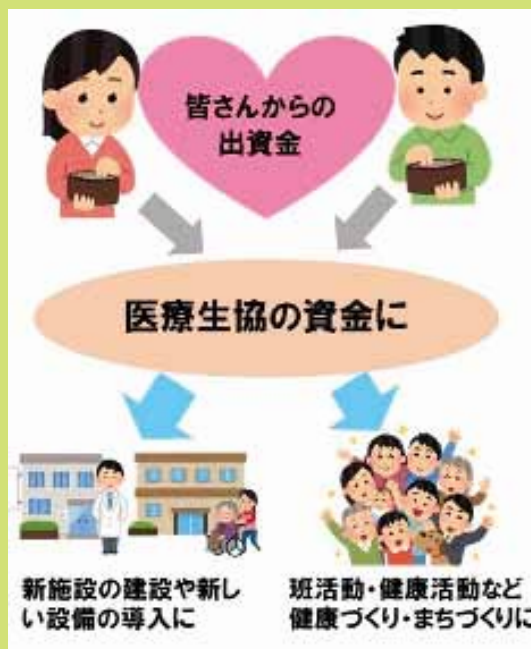 皆さんからの
出資金
医療生協の資金に
新施設の建設や新し
い設備の導入に
班活動・健康活動など
健康づくり・まちづくりに